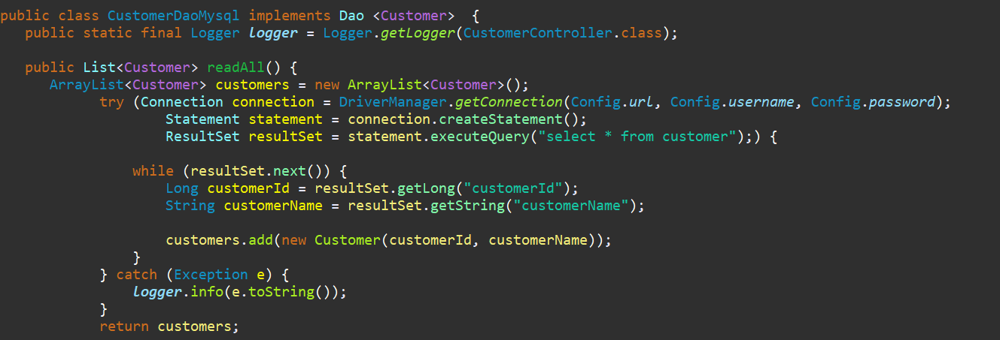 public class CustomerDaoMysql implements Dao <Customer>  {
public static final Logger logger = Logger.getLogger(CustomerController.class);
public List<Customer> readAll() {
ArrayList<Customer> customers = new ArrayList<Customer>();
try (Connection connection = DriverManager.getConnection(Config.url, Config.username, Config.password);
Statement statement = connection.createStatement();
ResultSet resultSet = statement.executeQuery("select * from customer");) {
while (resultSet.next()) {
Long customerId = resultSet.getLong("customerId");
String customerName = resultSet.getString("customerName");
customers.add(new Customer(customerId, customerName));
}
} catch (Exception e) {
logger.info(e.toString());
}
return customers;